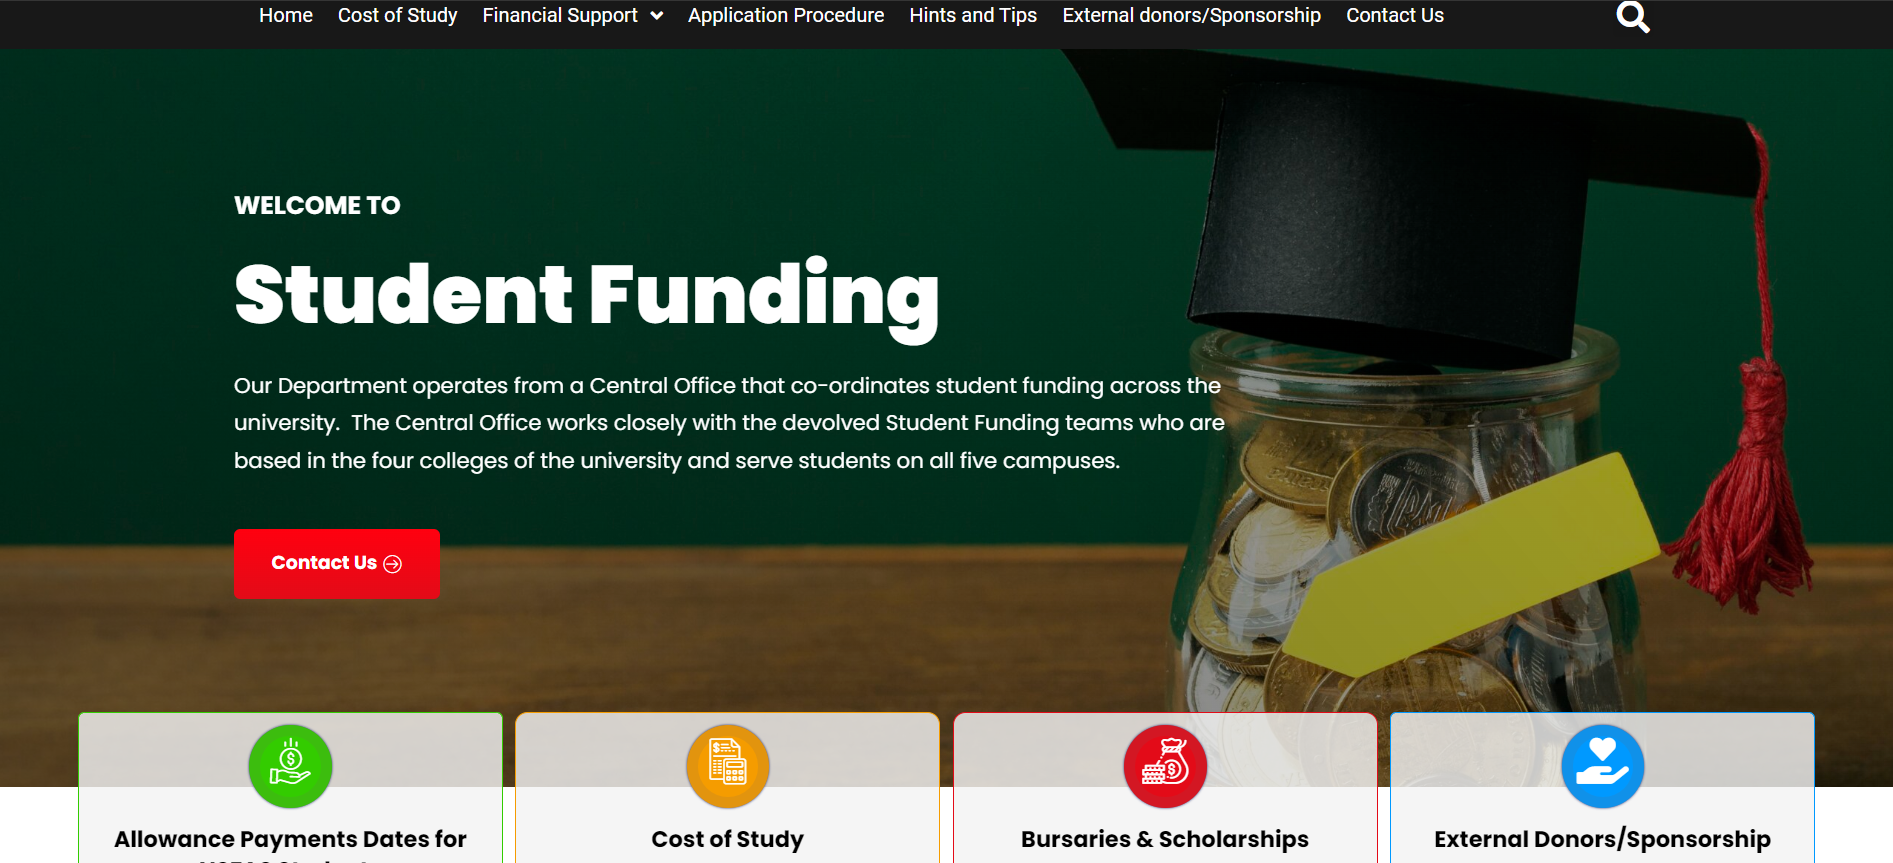 Home Cost of Study Financial Support Application Procedure Hints and Tips External donors/Sponsorship Contact Us
WELCOME TO
Student Funding
Our Department operates from a Central Office that co-ordinates student funding across the
university. The Central Office works closely with the devolved Student Funding teams who are
based in the four colleges of the university and serve students on all five campuses.
Contact Us
Allowance Payments Dates for
Cost of Study
Bursaries & Scholarships
External Donors/Sponsorship